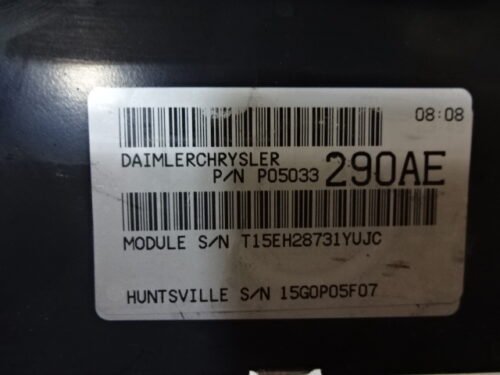 08:08
DAIMLERCHRYSLER
P/N P05033 290AE
MODULE S/N T15EH28731YUJC
HUNTSVILLE S/N 15G0P05F07